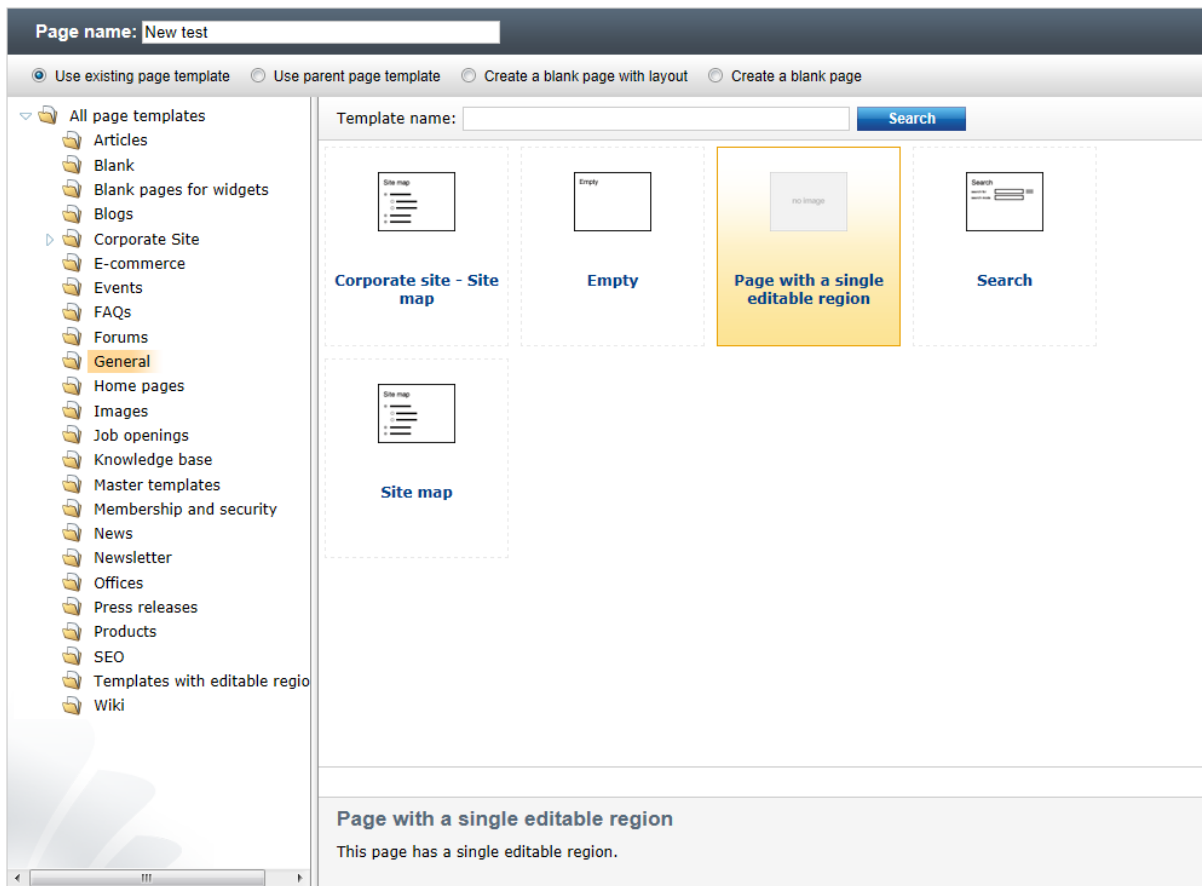 Page name: New test
Use existing page template Use parent page template Create a blank page with layout Create a blank page
All page templates
Articles
Blank
Blank pages for widgets
Blogs
Corporate Site
E-commerce
Events
FAQs
Forums
General
Home pages
Images
Job openings
Knowledge base
Master templates
Membership and security
News
Newsletter
Offices
Press releases
Products
SEO
Templates with editable regio
Wiki
Template name: Search
Site map
Corporate site - Site
map
Empty
Empty
no image
Page with a single
editable region
Search
Search
Site map
Site map
Page with a single editable region
This page has a single editable region.